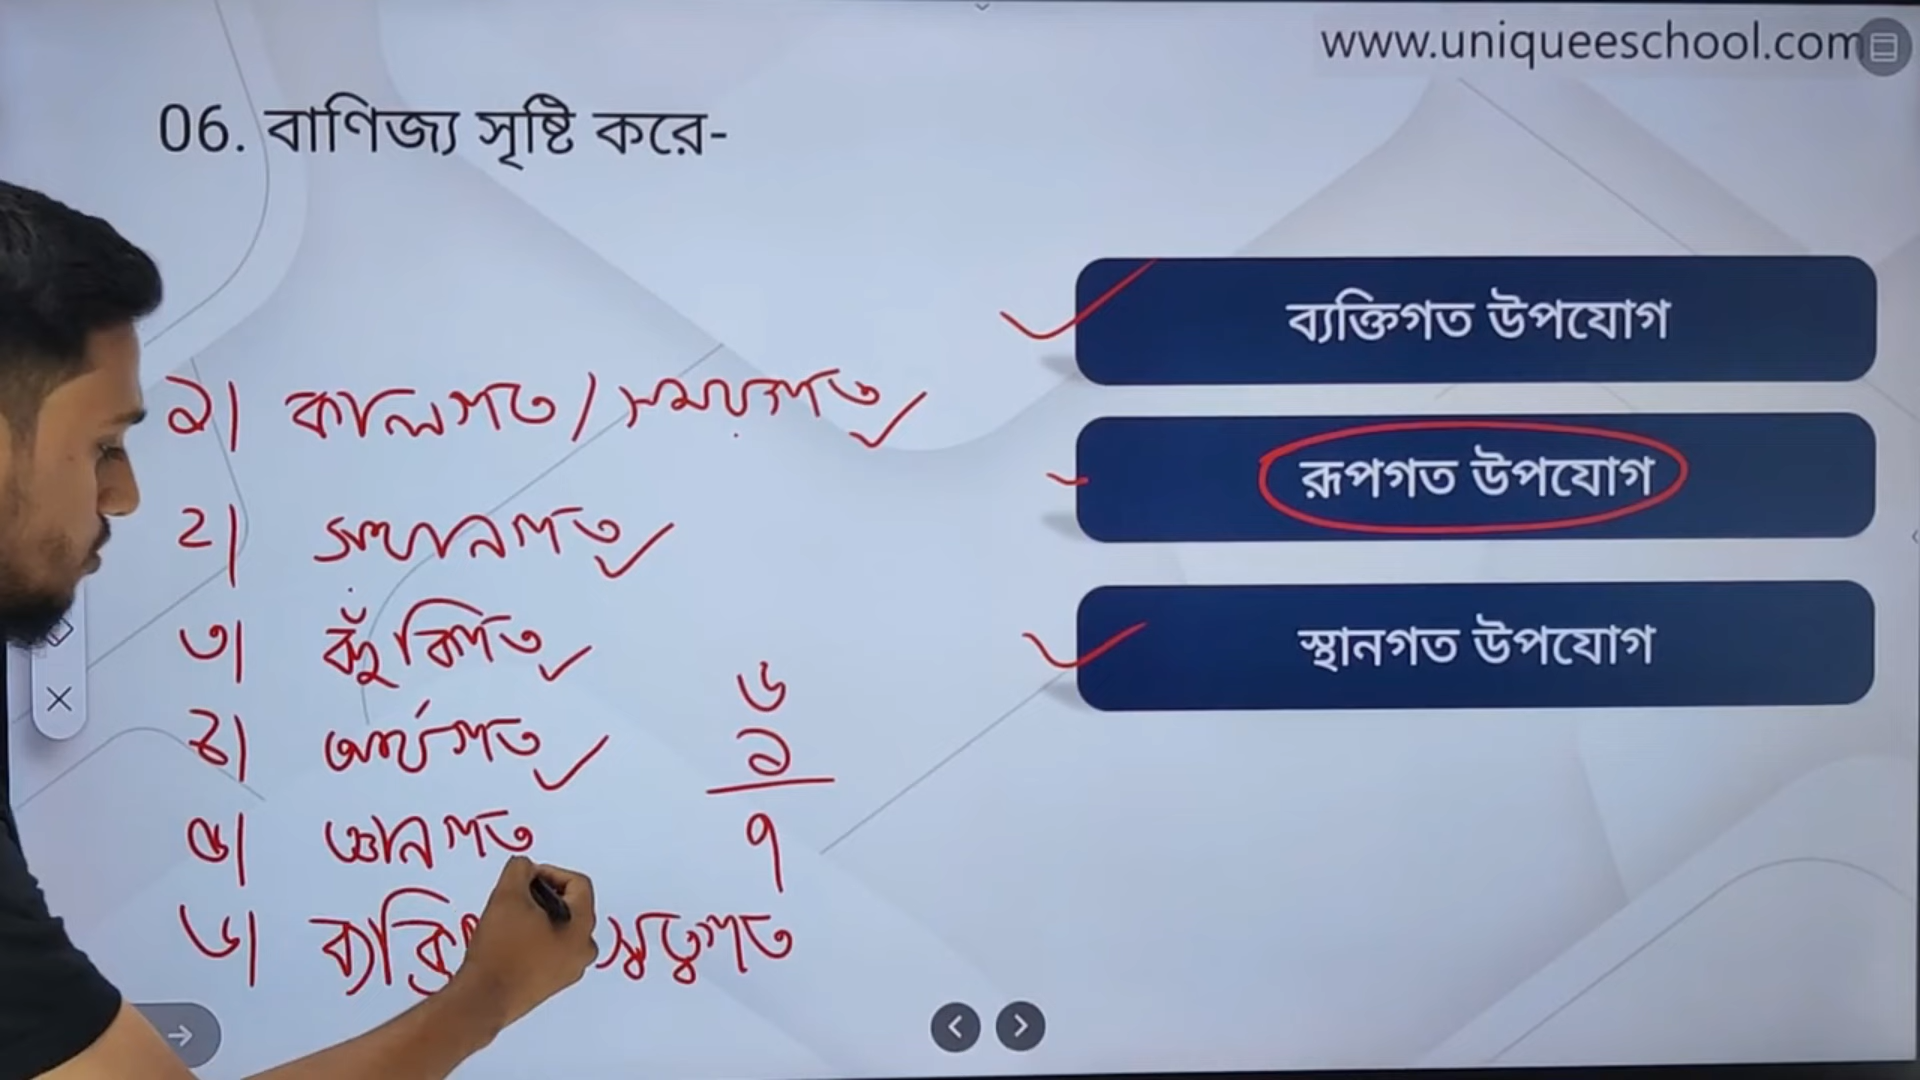 www.uniqueeschool.com
06. বাণিজ্য সৃষ্টি করে-
ব্যক্তিগত উপযোগ
রূপগত উপযোগ
স্থানগত উপযোগ
১। কালগত / সময়গত
২। স্থানগত
৩। ঝুঁকিগত
৪। অর্থগত
৫। জ্ঞানগত
৬। স্বত্বগত
৬
১
৭